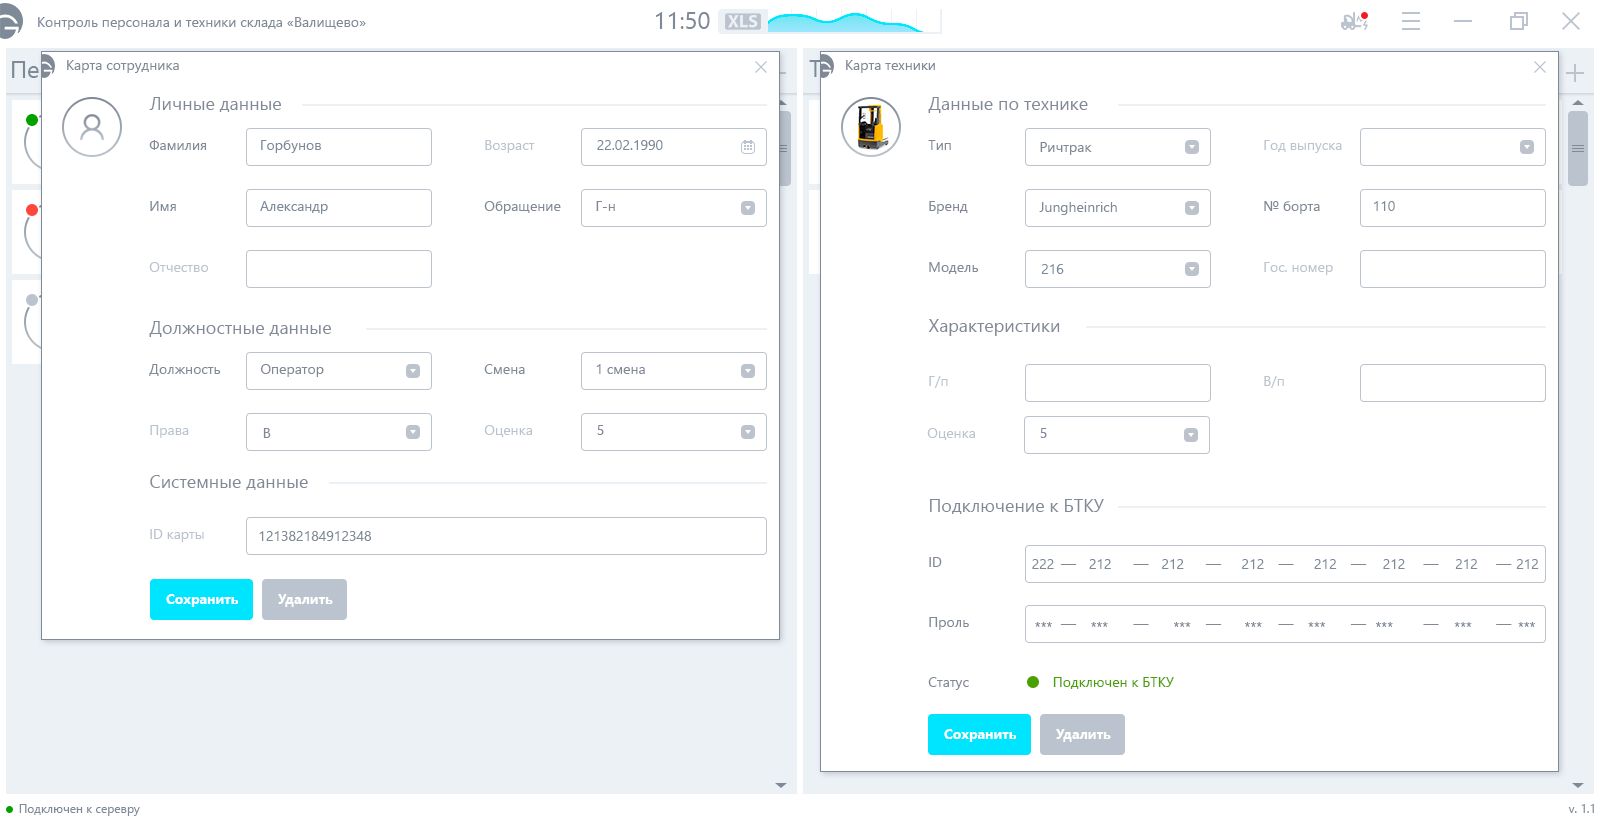 Контроль персонала и техники склада «Валищево»
11:50
XLS
Пе
Карта сотрудника
Личные данные
Фамилия
Горбунов
Возраст
22.02.1990
Имя
Александр
Обращение
Г-н
Отчество
Должностные данные
Должность
Оператор
Смена
1 смена
Права
B
Оценка
5
Системные данные
ID карты
121382184912348
Сохранить
Удалить
Т
Карта техники
Данные по технике
Тип
Ричтрак
Год выпуска
Бренд
Jungheinrich
№ борта
110
Модель
216
Гос. номер
Характеристики
Г/п
В/п
Оценка
5
Подключение к БТКУ
ID
222 — 212 — 212 — 212 — 212 — 212 — 212 — 212
Проль
*** — *** — *** — *** — *** — *** — *** — ***
Статус
Подключен к БТКУ
Сохранить
Удалить
Подключен к серевру
v. 1.1